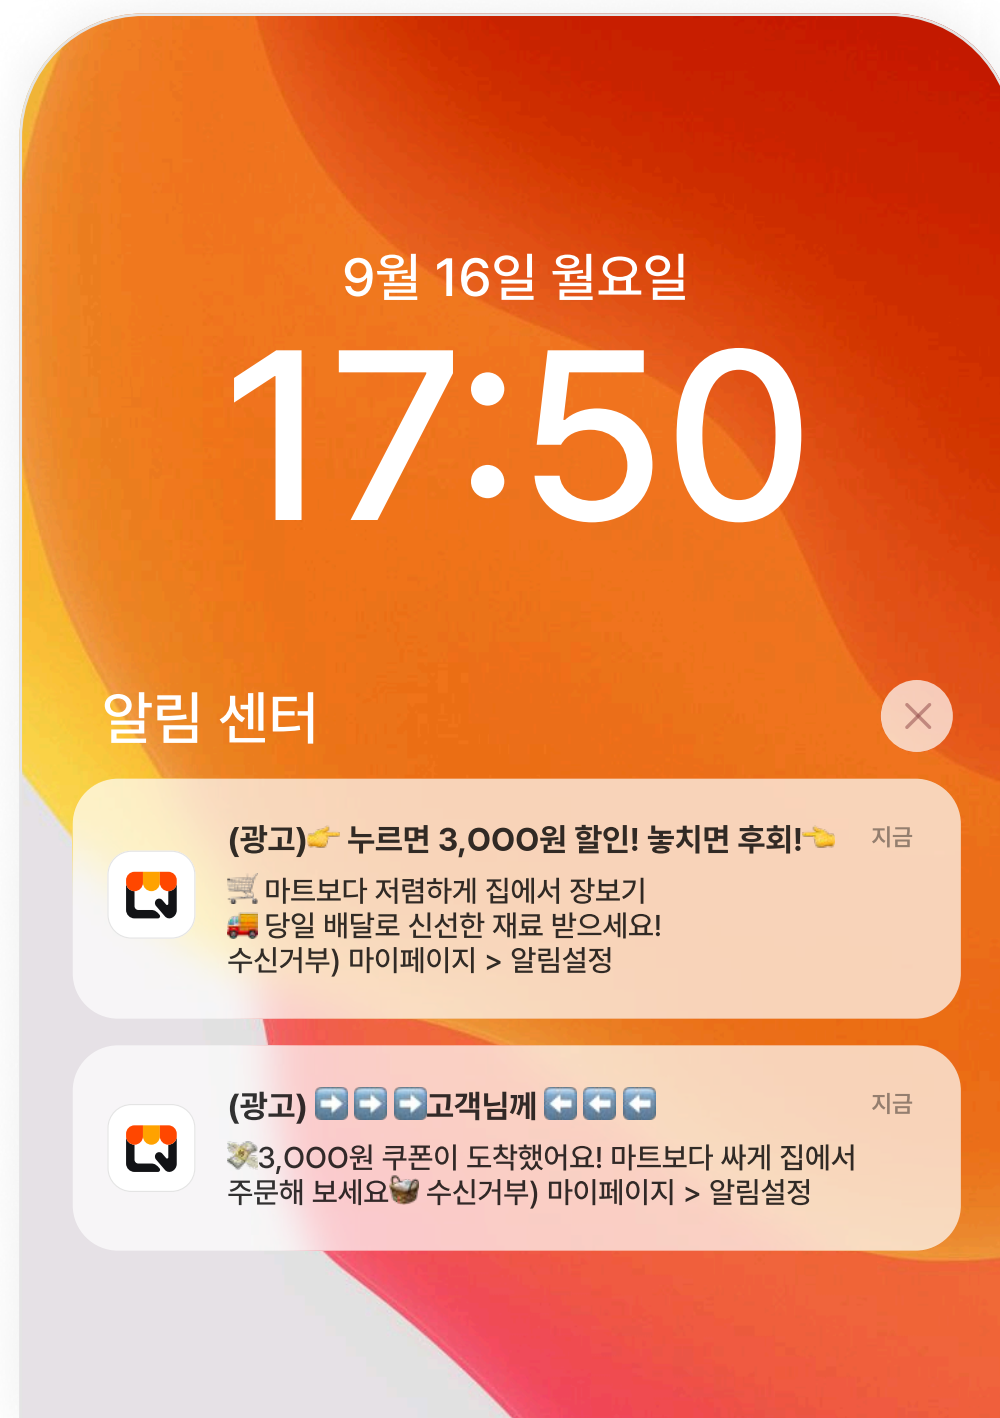 9월 16일 월요일
17:50
알림 센터
(광고)👉 누르면 3,OOO원 할인! 놓치면 후회!👈 지금
🛒 마트보다 저렴하게 집에서 장보기
🚚 당일 배달로 신선한 재료 받으세요!
수신거부) 마이페이지 > 알림설정
(광고) ➡️ ➡️ ➡️고객님께 ⬅️ ⬅️ ⬅️ 지금
💸3,OOO원 쿠폰이 도착했어요! 마트보다 싸게 집에서
주문해 보세요🧺 수신거부) 마이페이지 > 알림설정